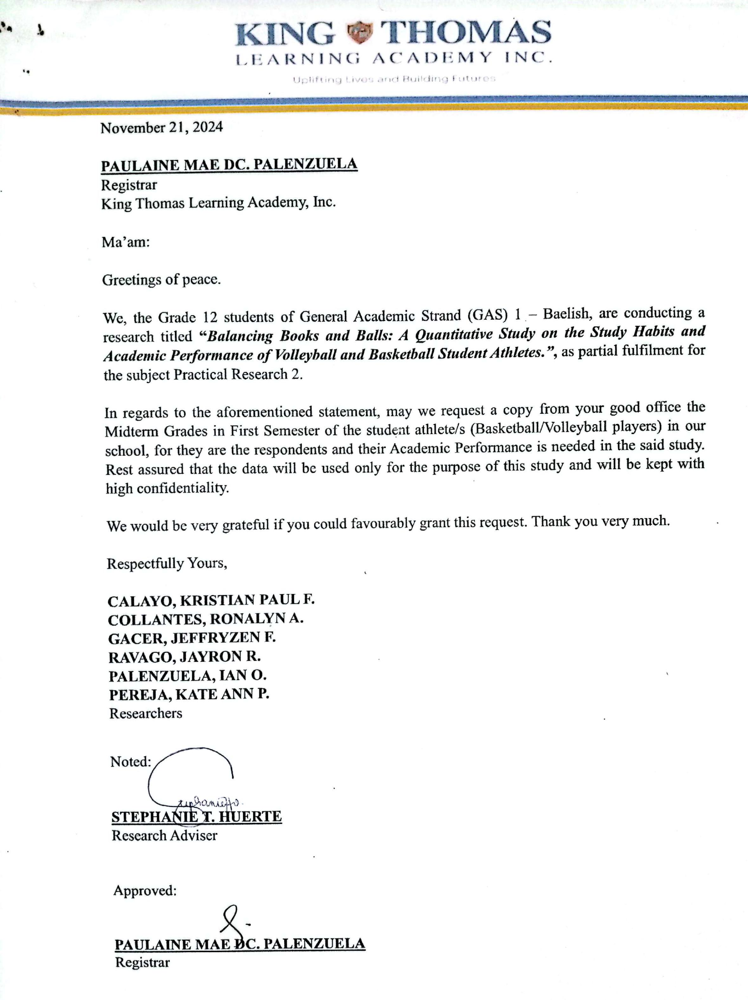 KING THOMAS
LEARNING ACADEMY INC.
Uplifting Lives and Building Futures
November 21, 2024
PAULAINE MAE DC. PALENZUELA
Registrar
King Thomas Learning Academy, Inc.
Ma’am:
Greetings of peace.
We, the Grade 12 students of General Academic Strand (GAS) 1 – Baelish, are conducting a
research titled “Balancing Books and Balls: A Quantitative Study on the Study Habits and
Academic Performance of Volleyball and Basketball Student Athletes.”, as partial fulfilment for
the subject Practical Research 2.
In regards to the aforementioned statement, may we request a copy from your good office the
Midterm Grades in First Semester of the student athlete/s (Basketball/Volleyball players) in our
school, for they are the respondents and their Academic Performance is needed in the said study.
Rest assured that the data will be used only for the purpose of this study and will be kept with
high confidentiality.
We would be very grateful if you could favourably grant this request. Thank you very much.
Respectfully Yours,
CALAYO, KRISTIAN PAUL F.
COLLANTES, RONALYN A.
GACER, JEFFRYZEN F.
RAVAGO, JAYRON R.
PALENZUELA, IAN O.
PEREJA, KATE ANN P.
Researchers
Noted:
STEPHANIE T. HUERTE
Research Adviser
Approved:
PAULAINE MAE DC. PALENZUELA
Registrar